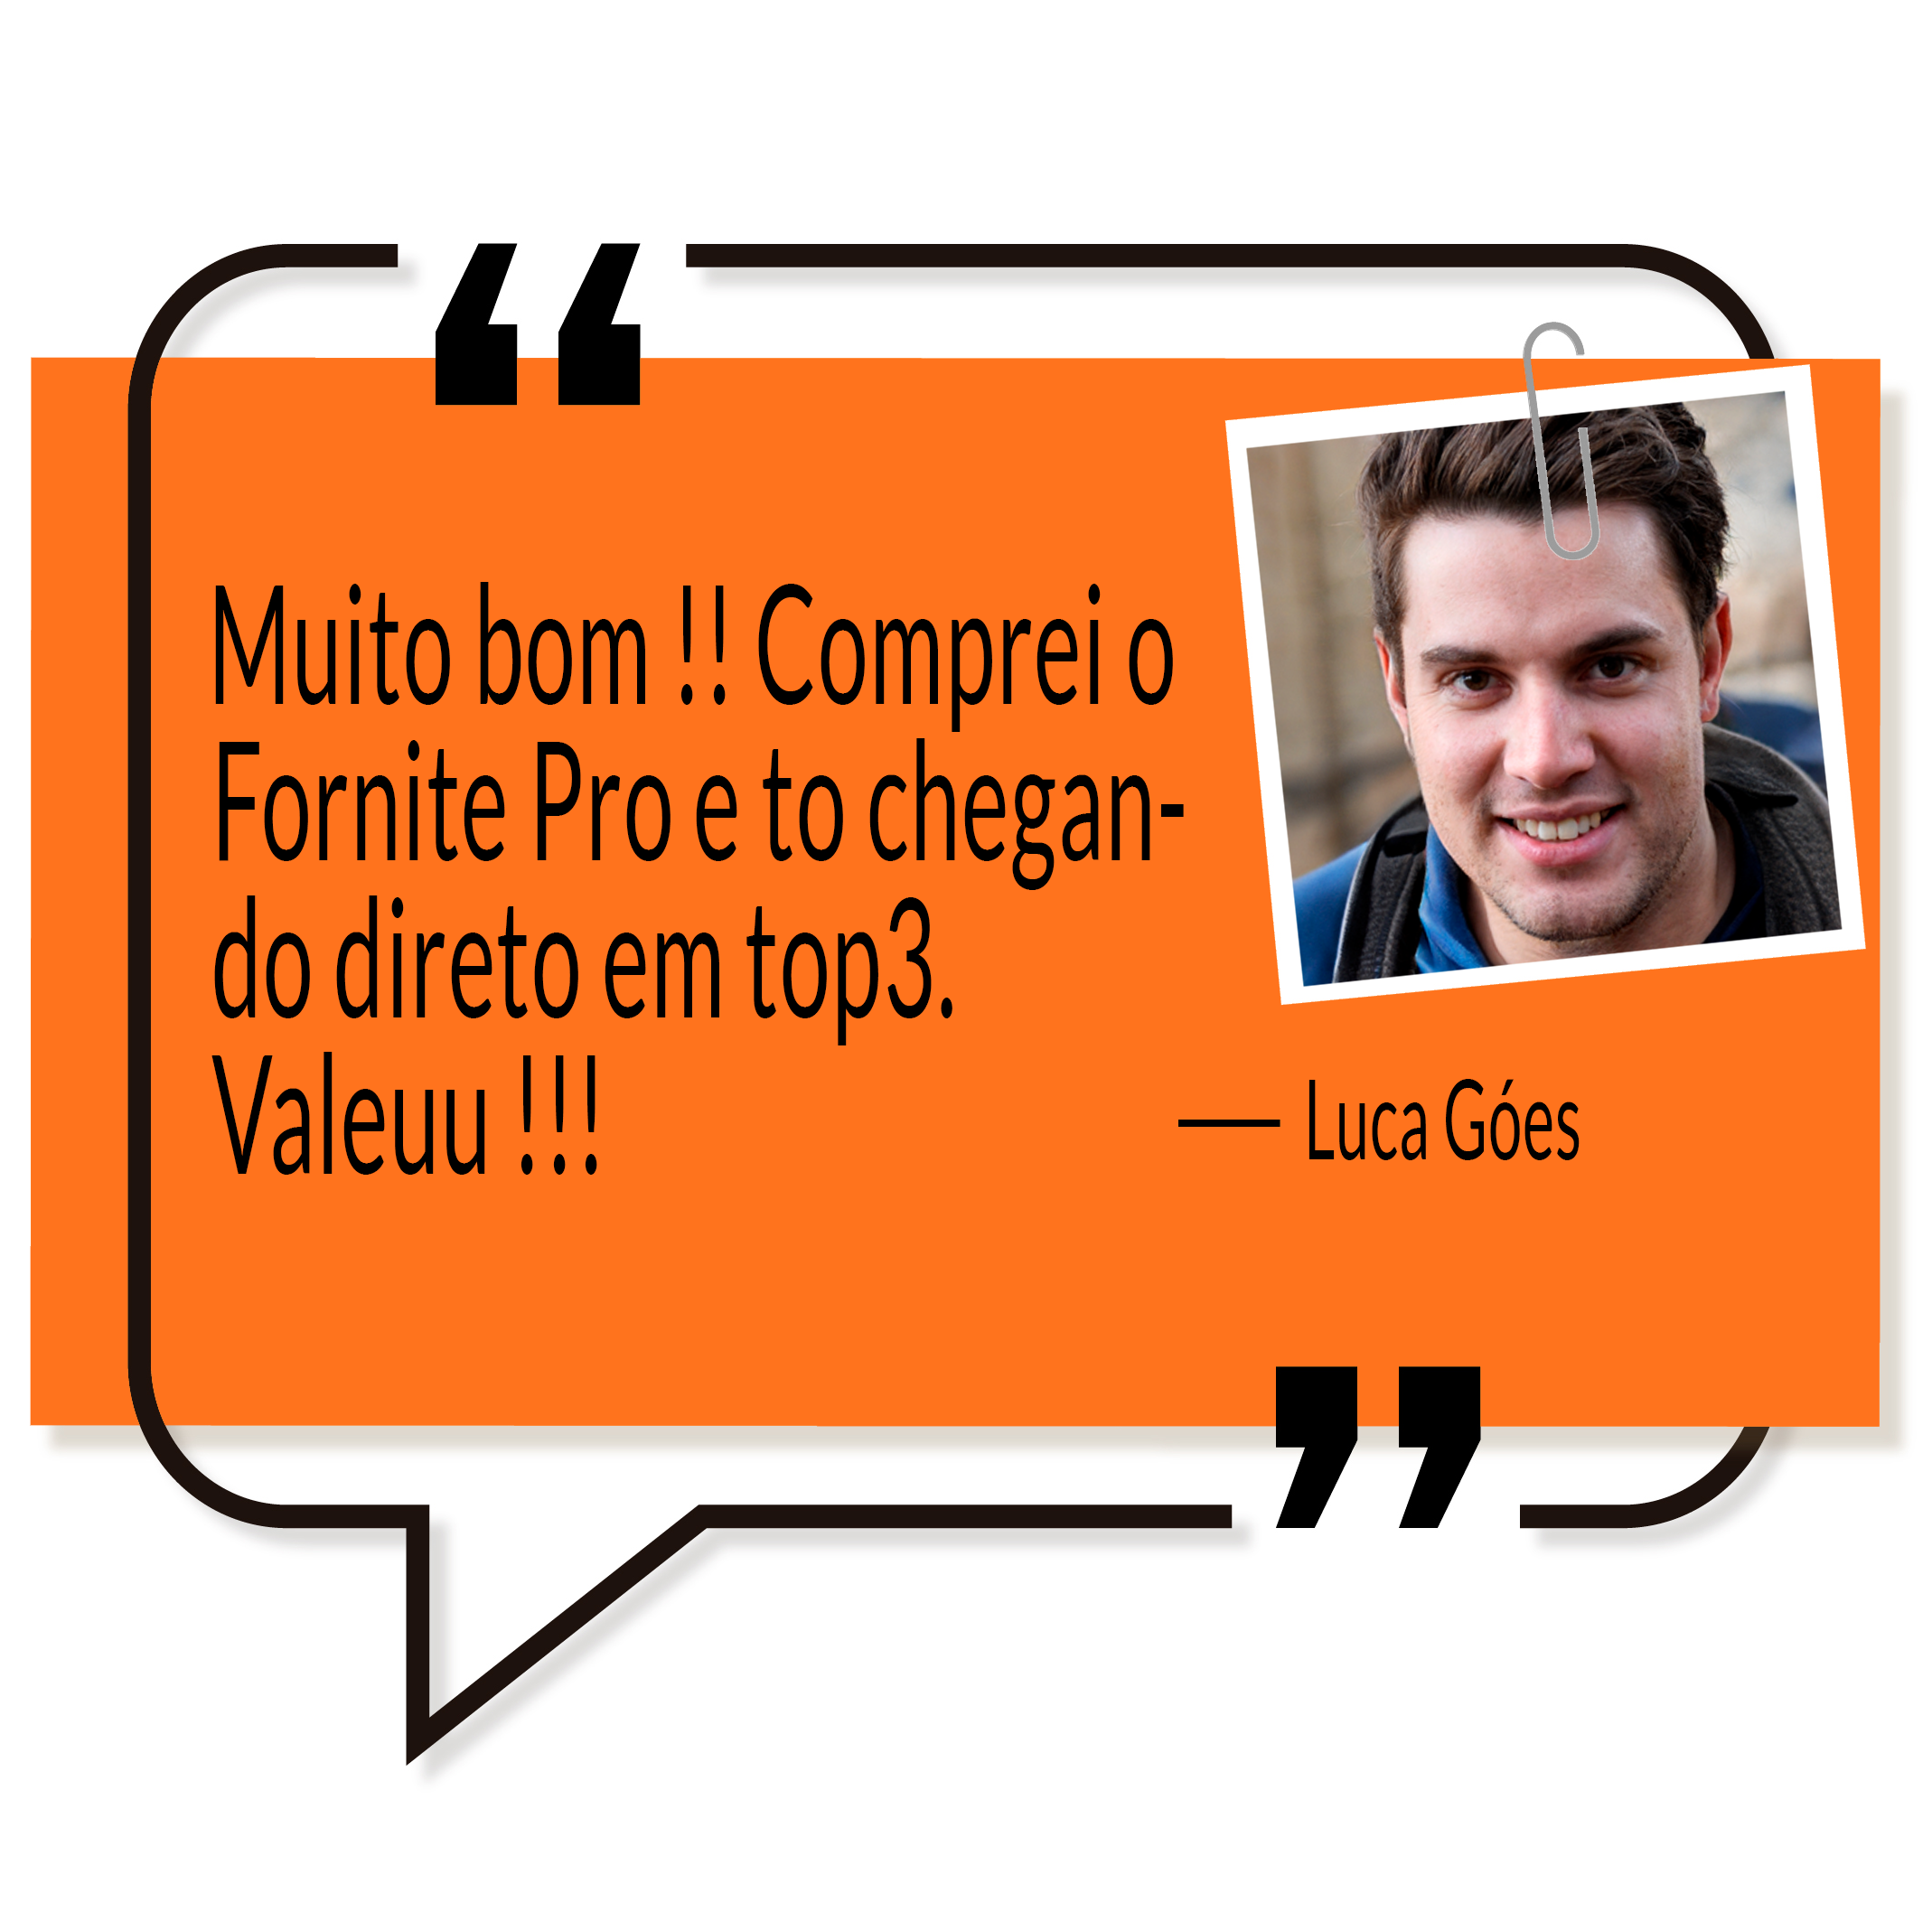 “
Muito bom !! Comprei o
Fornite Pro e to chegan-
do direto em top3.
Valeuu !!!
— Luca Góes
”